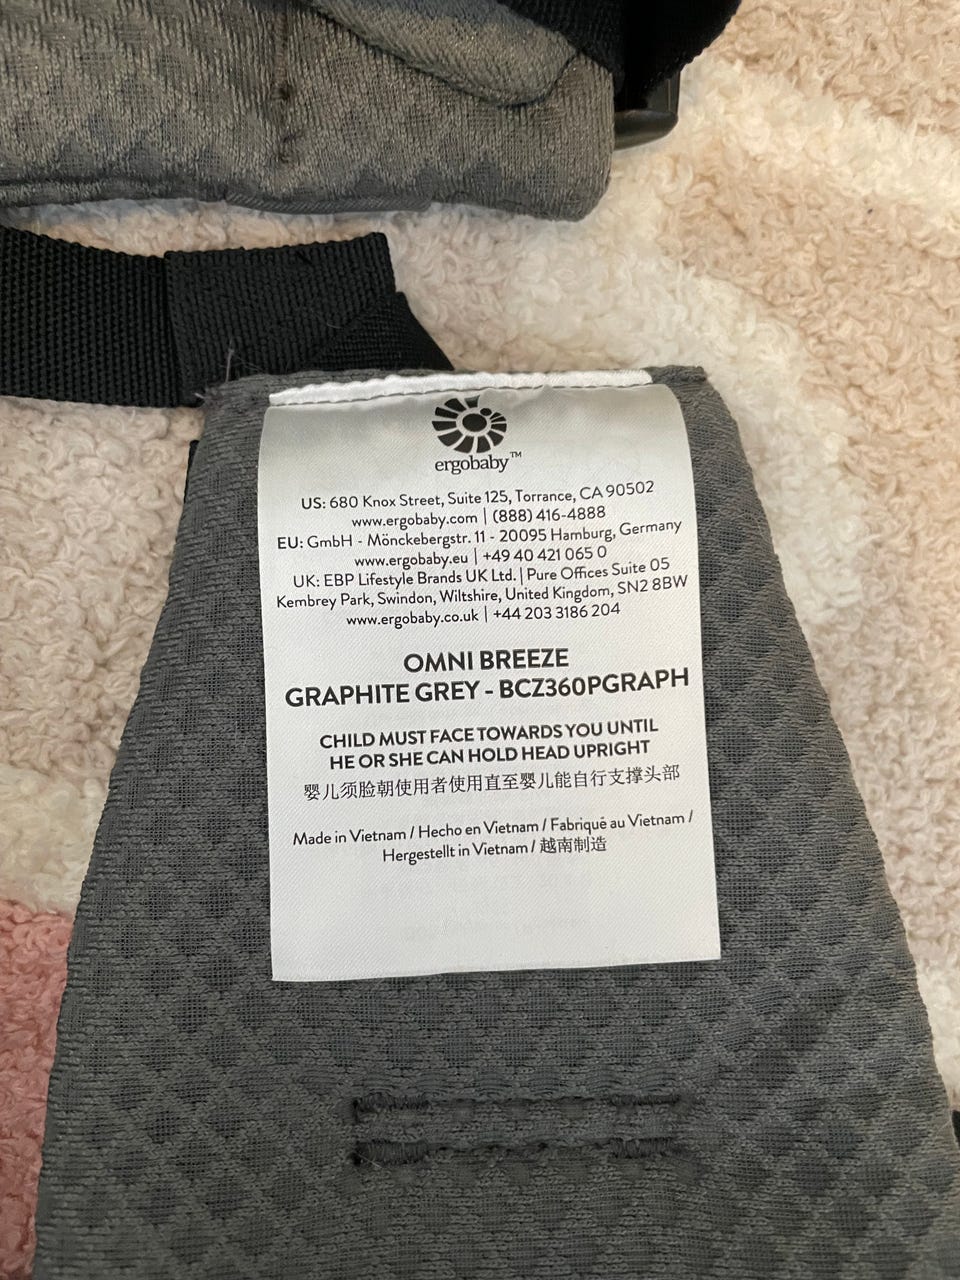 ergobaby™
US: 680 Knox Street, Suite 125, Torrance, CA 90502
www.ergobaby.com | (888) 416-4888
EU: GmbH - Mönckebergstr. 11 - 20095 Hamburg, Germany
www.ergobaby.eu | +49 40 421 065 0
UK: EBP Lifestyle Brands UK Ltd. | Pure Offices Suite 05
Kembrey Park, Swindon, Wiltshire, United Kingdom, SN2 8BW
www.ergobaby.co.uk | +44 203 3186 204
OMNI BREEZE
GRAPHITE GREY - BCZ360PGRAPH
CHILD MUST FACE TOWARDS YOU UNTIL
HE OR SHE CAN HOLD HEAD UPRIGHT
婴儿须脸朝使用者使用直至婴儿能自行支撑头部
Made in Vietnam / Hecho en Vietnam / Fabriqué au Vietnam /
Hergestellt in Vietnam / 越南制造